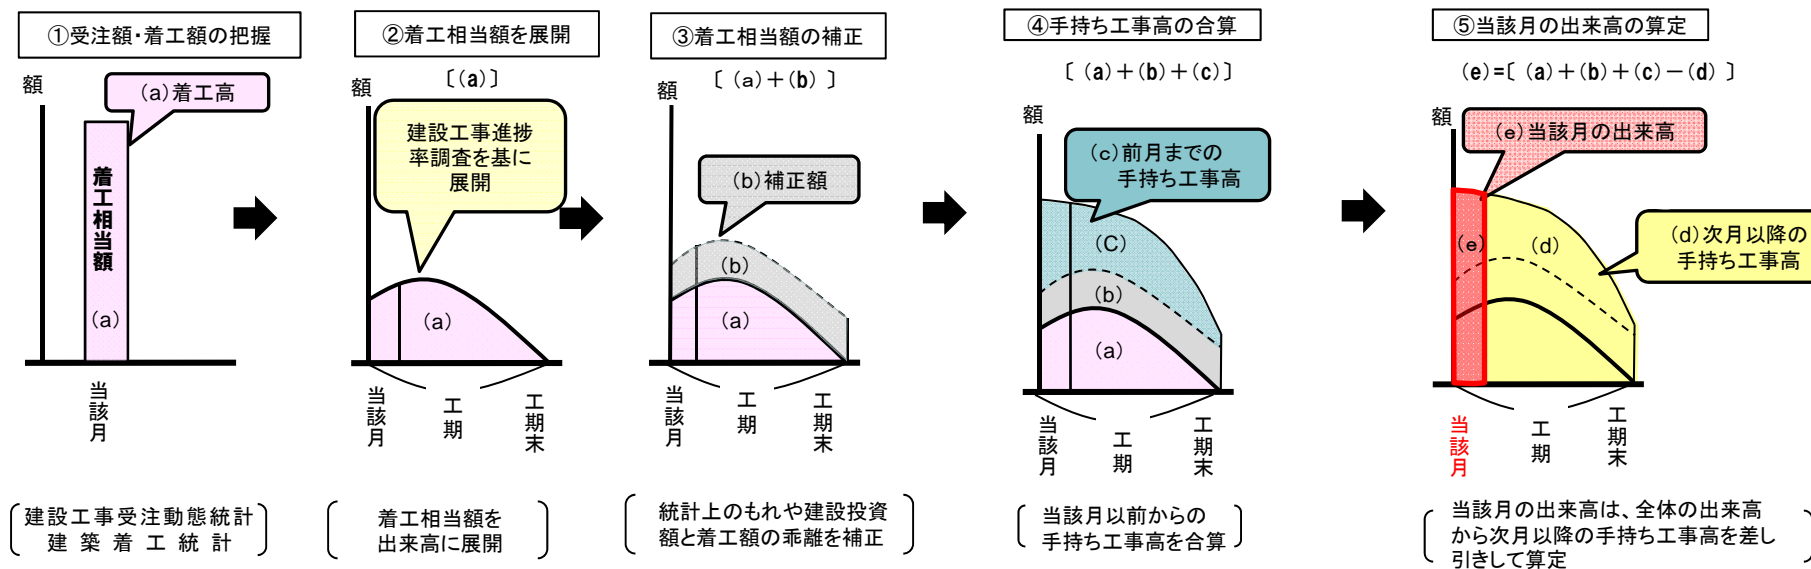 ①受注額・着工額の把握
額
(a)着工高
着工相当額
(a)
当該月
建設工事受注動態統計
建築着工統計
②着工相当額を展開
〔(a)〕
額
建設工事進捗
率調査を基に
展開
(a)
当該月
工期
工期末
着工相当額を
出来高に展開
③着工相当額の補正
〔(a)+(b)〕
額
(b)補正額
(b)
(a)
当該月
工期
工期末
統計上のもれや建設投資
額と着工額の乖離を補正
④手持ち工事高の合算
〔(a)+(b)+(c)〕
額
(c)前月までの
手持ち工事高
(C)
(b)
(a)
当該月
工期
工期末
当該月以前からの
手持ち工事高を合算
⑤当該月の出来高の算定
(e)=〔(a)+(b)+(c)-(d)〕
額
(e)当該月の出来高
(e)
(d)
(d)次月以降の
手持ち工事高
当該月
工期
工期末
当該月の出来高は、全体の出来高
から次月以降の手持ち工事高を差し
引きして算定